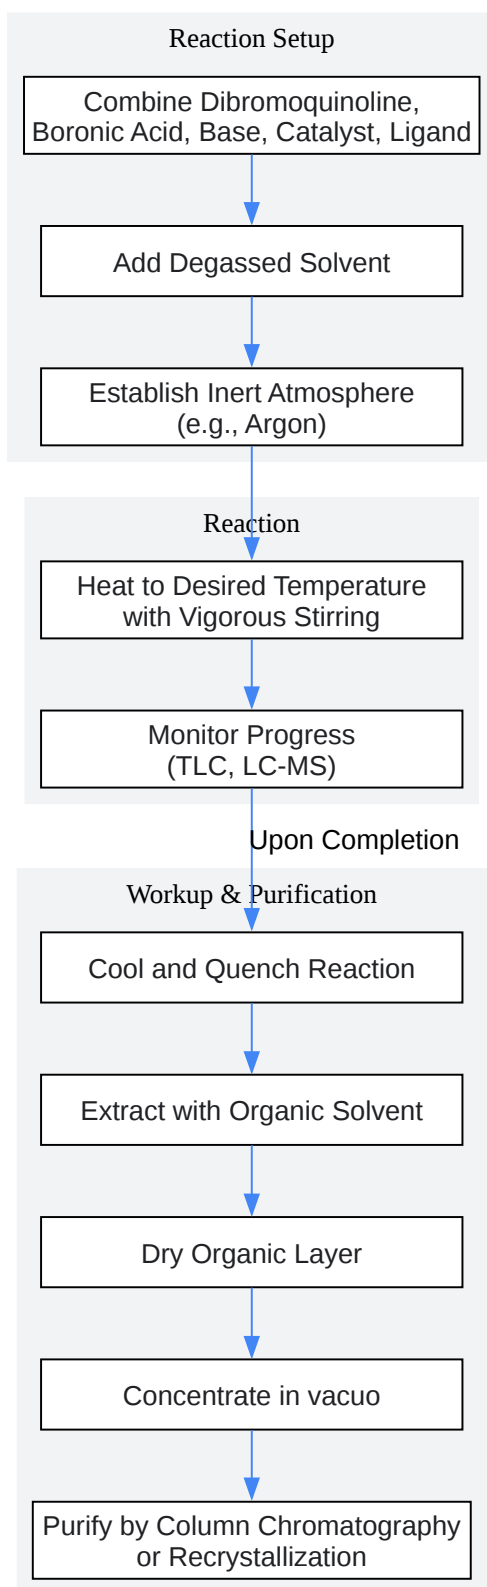 Reaction Setup
Combine Dibromoquinoline,
Boronic Acid, Base, Catalyst, Ligand
Add Degassed Solvent
Establish Inert Atmosphere
(e.g., Argon)
Reaction
Heat to Desired Temperature
with Vigorous Stirring
Monitor Progress
(TLC, LC-MS)
Upon Completion
Workup & Purification
Cool and Quench Reaction
Extract with Organic Solvent
Dry Organic Layer
Concentrate in vacuo
Purify by Column Chromatography
or Recrystallization